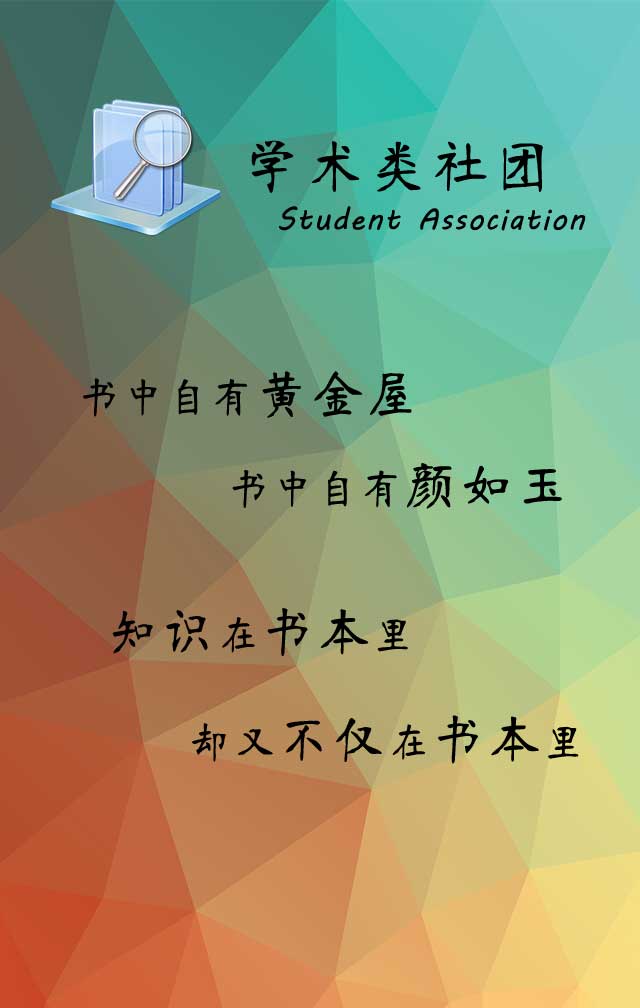 学术类社团
Student Association
书中自有黄金屋
书中自有颜如玉
知识在书本里
却又不仅在书本里